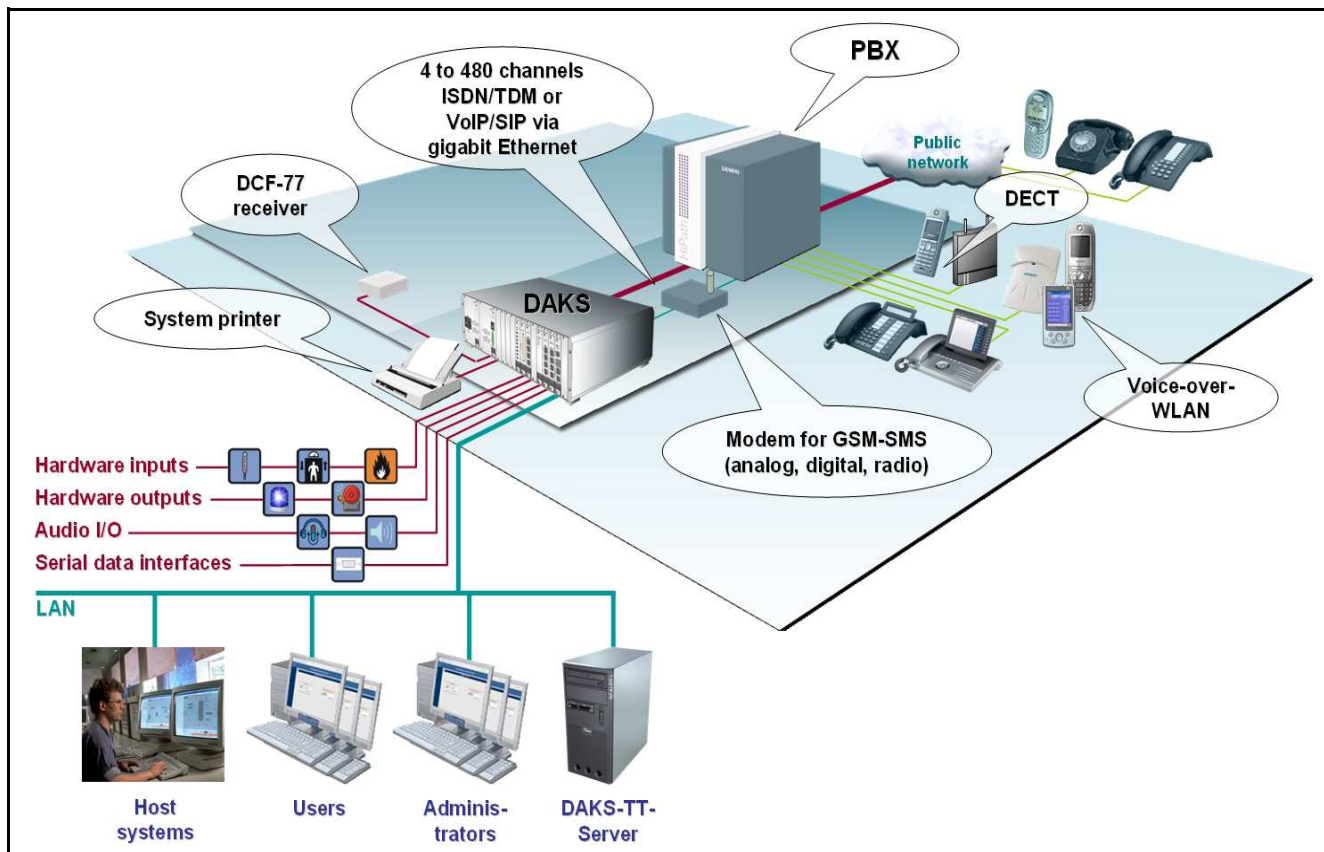 PBX
4 to 480 channels
ISDN/TDM or
VoIP/SIP via
gigabit Ethernet
Public
network
DCF-77
receiver
DECT
SIEMENS
HiPath
DAKS
System printer
Voice-over-
WLAN
Modem for GSM-SMS
(analog, digital, radio)
Hardware inputs
Hardware outputs
Audio I/O
Serial data interfaces
LAN
Host
systems
Users
Adminis-
trators
DAKS-TT-
Server